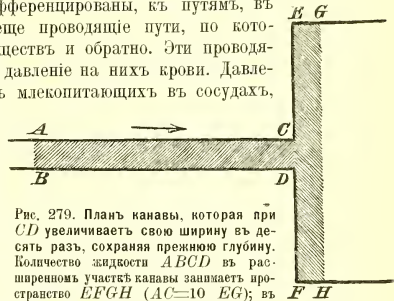 фференцированы, къ путямъ, въ
еще проводящіе пути, по кото-
ществъ и обратно. Эти проводя-
давленіе на нихъ крови. Давле-
млекопитающихъ въ сосудахъ,
E G
A C
B D
Рис. 279. Планъ канавы, которая при
CD увеличиваетъ свою ширину въ де-
сять разъ, сохраняя прежнюю глубину.
Количество жидкости ABCD въ рас-
ширенномъ участкѣ канавы занимаетъ про-
странство EFGH (AC=10 EG); въ
F H